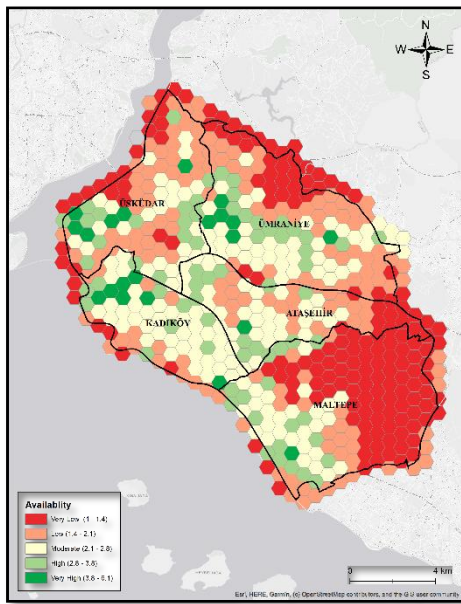 N
W E
S
ÜSKÜDAR
ÜMRANİYE
ATAŞEHİR
KADIKÖY
MALTEPE
Availablity
Very Low (1 - 1.4)
Low (1.4 - 2.1)
Moderate (2.1 - 2.8)
High (2.8 - 3.8)
Very High (3.8 - 5.1)
0 4 km
Esri, HERE, Garmin, (c) OpenStreetMap contributors, and the GIS user community